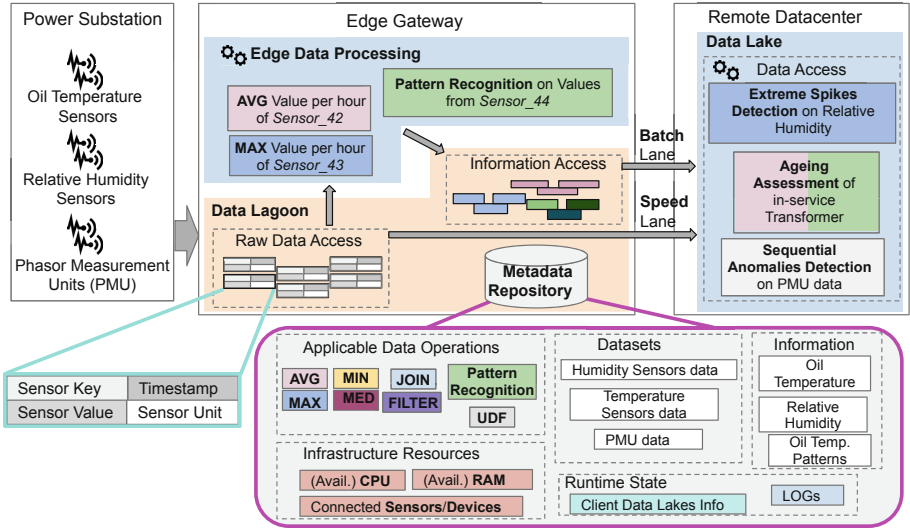 Power Substation
Oil Temperature
Sensors
Relative Humidity
Sensors
Phasor Measurement
Units (PMU)
Edge Gateway
Edge Data Processing
AVG Value per hour
of Sensor_42
MAX Value per hour
of Sensor_43
Pattern Recognition on Values
from Sensor_44
Information Access
Data Lagoon
Raw Data Access
Metadata
Repository
Batch
Lane
Speed
Lane
Remote Datacenter
Data Lake
Data Access
Extreme Spikes
Detection on Relative
Humidity
Ageing
Assessment of
in-service
Transformer
Sequential
Anomalies Detection
on PMU data
Sensor Key
Timestamp
Sensor Value
Sensor Unit
Applicable Data Operations
AVG
MIN
JOIN
Pattern
Recognition
MAX
MED
FILTER
UDF
Infrastructure Resources
(Avail.) CPU
(Avail.) RAM
Connected Sensors/Devices
Datasets
Humidity Sensors data
Temperature
Sensors data
PMU data
Information
Oil
Temperature
Relative
Humidity
Oil Temp.
Patterns
Runtime State
Client Data Lakes Info
LOGs